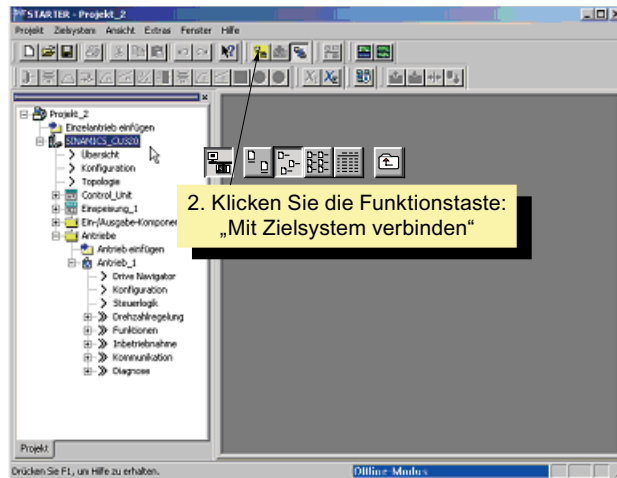 STARTER - Projekt_2
Projekt Zielsystem Ansicht Extras Fenster Hilfe
Projekt_2
Einzelantrieb einfügen
SINAMICS_CU320
Übersicht
Konfiguration
Topologie
Control_Unit
Einspeisung_1
Ein-/Ausgabe-Komponen
Antriebe
Antrieb einfügen
Antrieb_1
Drive Navigator
Konfiguration
Steuerlogik
Drehzahlregelung
Funktionen
Inbetriebnahme
Kommunikation
Diagnose
2. Klicken Sie die Funktionstaste:
„Mit Zielsystem verbinden“
Projekt
Drücken Sie F1, um Hilfe zu erhalten.
Offline-Modus